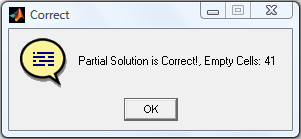 Correct
Partial Solution is Correct!, Empty Cells: 41
OK